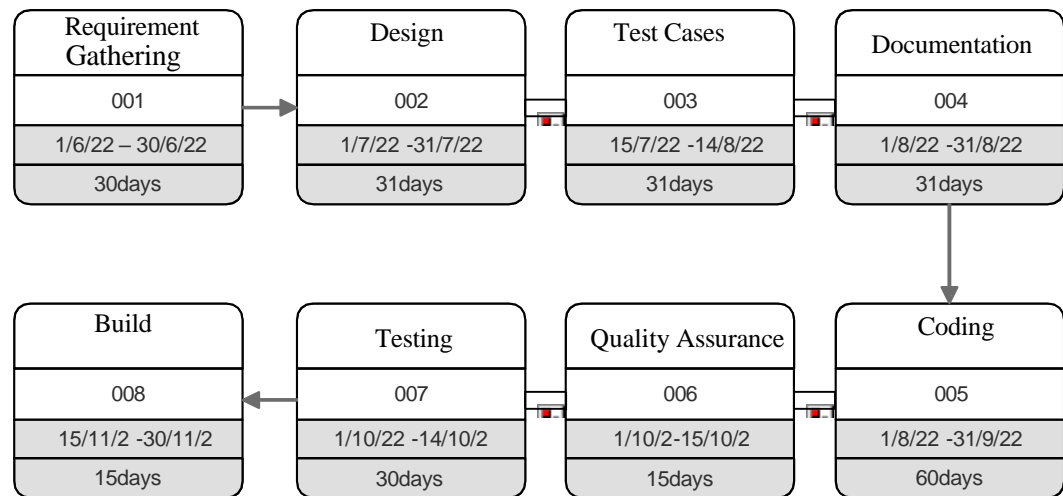 Requirement
Gathering
001
1/6/22 – 30/6/22
30days
Design
002
1/7/22 -31/7/22
31days
Test Cases
003
15/7/22 -14/8/22
31days
Documentation
004
1/8/22 -31/8/22
31days
Build
008
15/11/2 -30/11/2
15days
Testing
007
1/10/22 -14/10/2
30days
Quality Assurance
006
1/10/2-15/10/2
15days
Coding
005
1/8/22 -31/9/22
60days